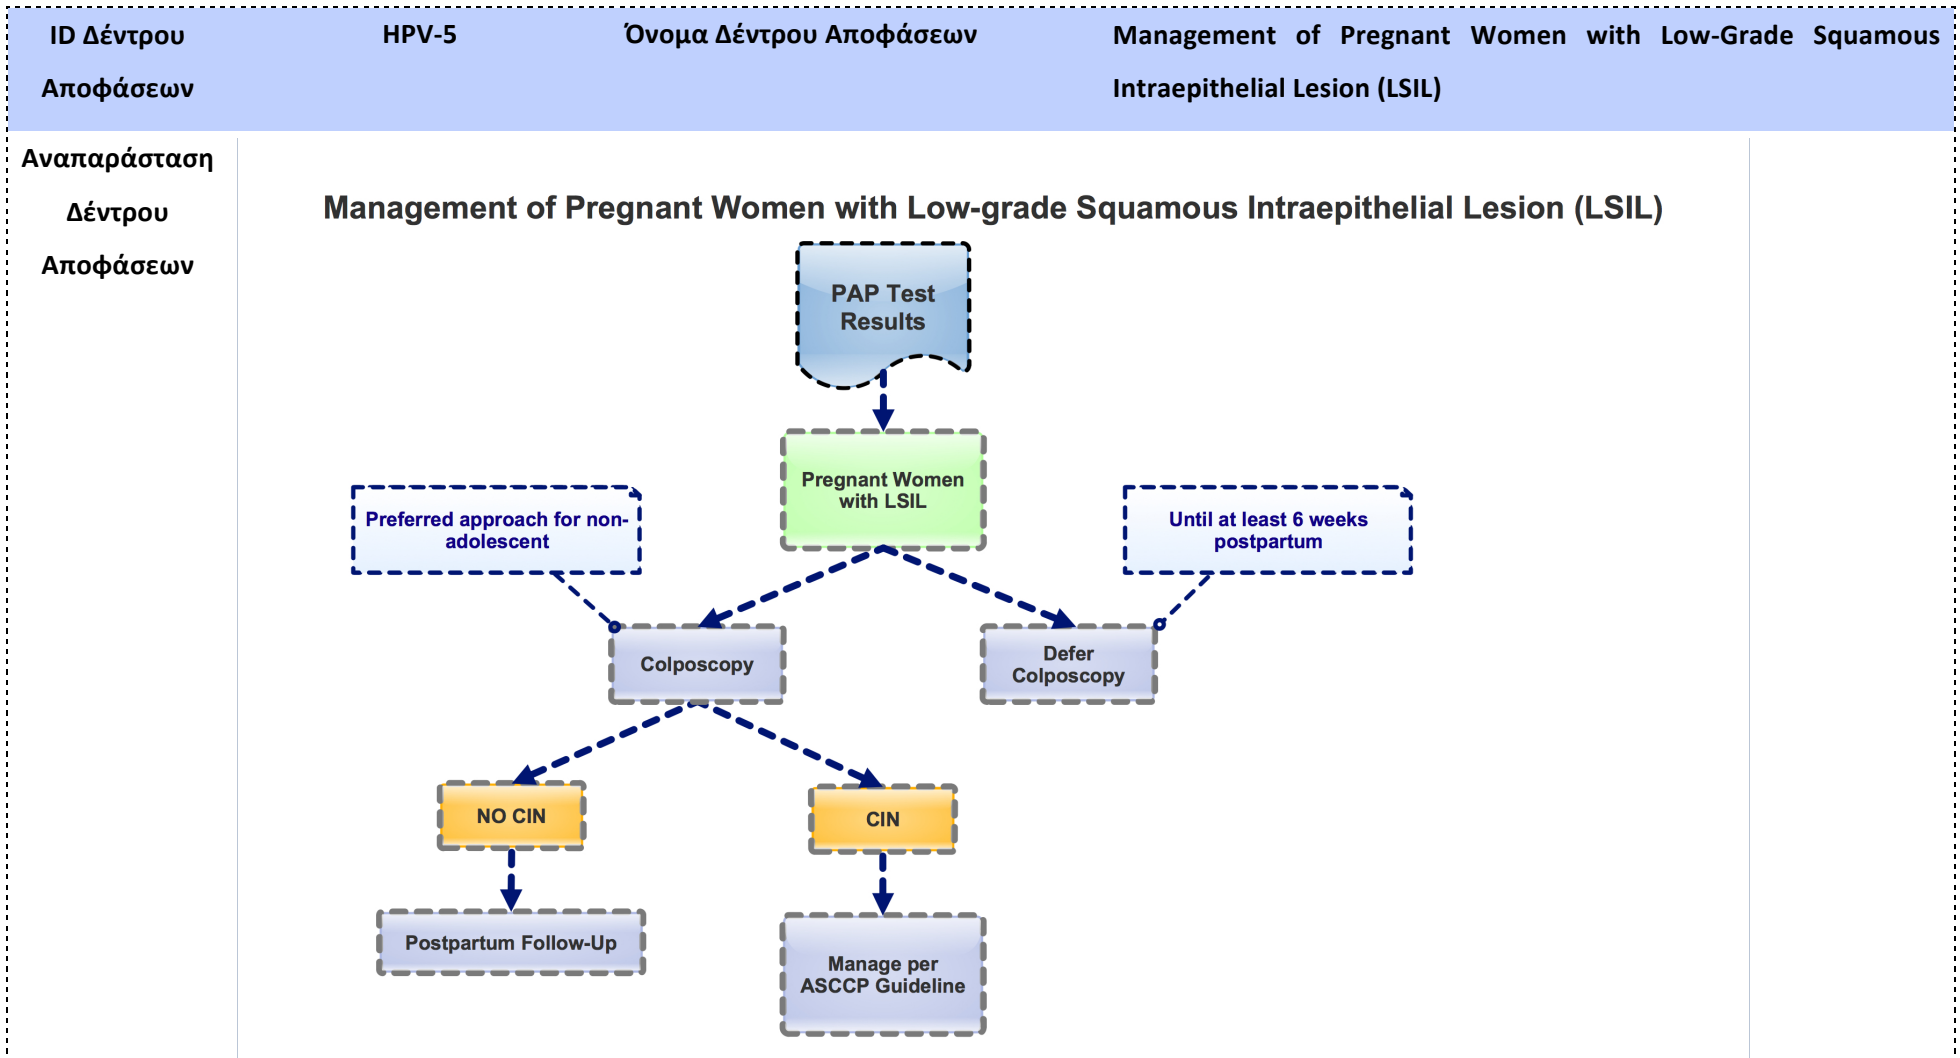 ID Δέντρου
Αποφάσεων
HPV-5
Όνομα Δέντρου Αποφάσεων
Management of Pregnant Women with Low-Grade Squamous
Intraepithelial Lesion (LSIL)
Αναπαράσταση
Δέντρου
Αποφάσεων
Management of Pregnant Women with Low-grade Squamous Intraepithelial Lesion (LSIL)
PAP Test
Results
Pregnant Women
with LSIL
Preferred approach for non-
adolescent
Until at least 6 weeks
postpartum
Colposcopy
Defer
Colposcopy
NO CIN
CIN
Postpartum Follow-Up
Manage per
ASCCP Guideline